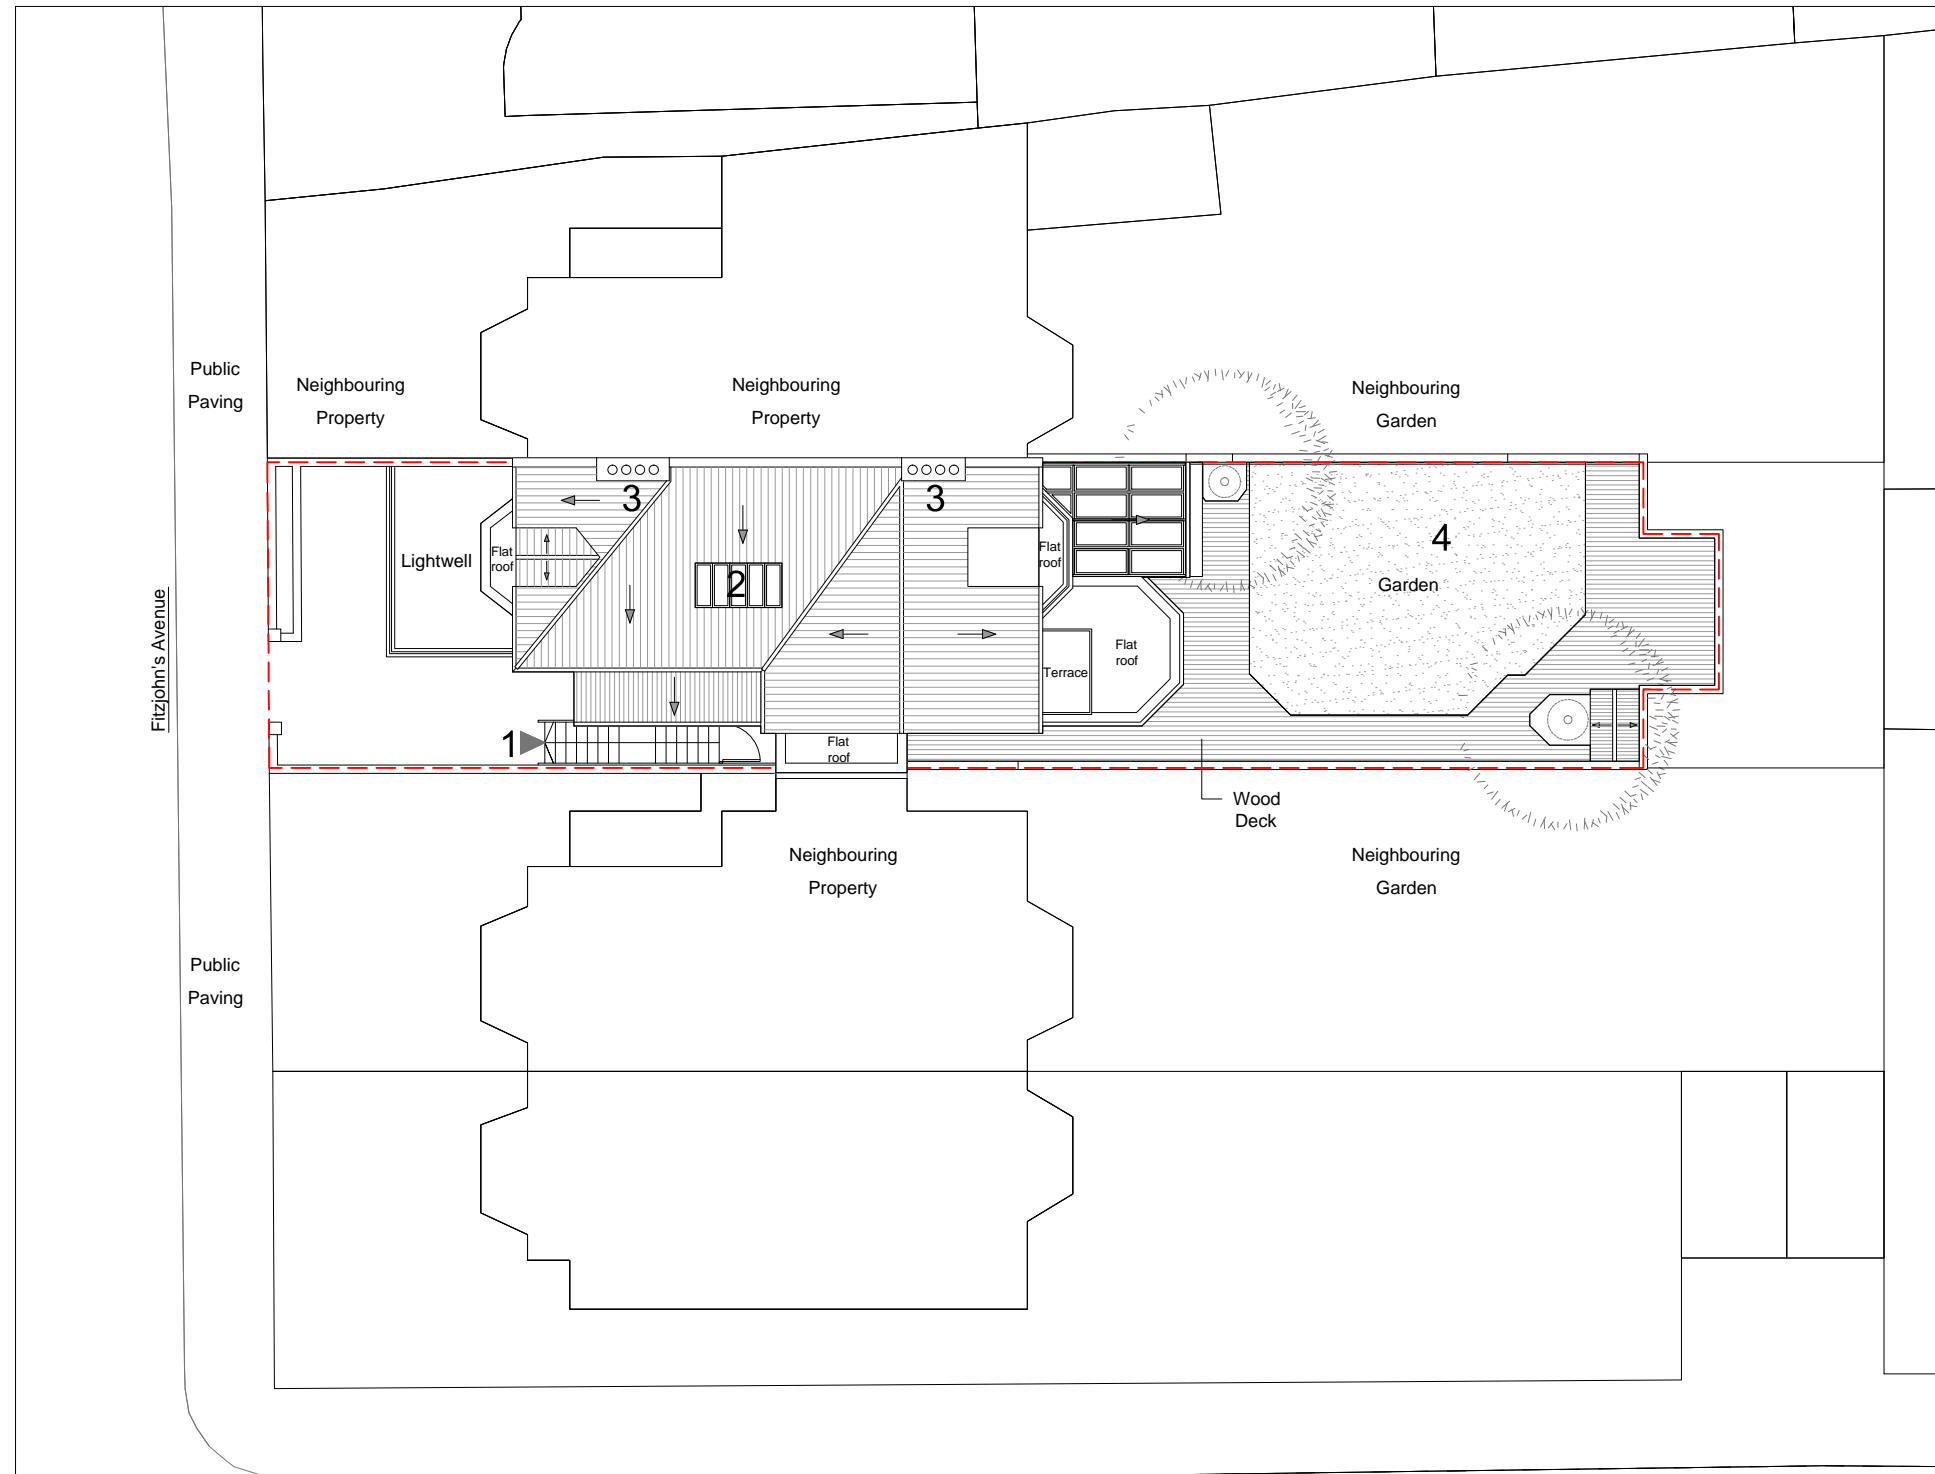 Public
Paving
Neighbouring
Property
Neighbouring
Property
Neighbouring
Garden
3
3
4
Lightwell
Flat
roof
Flat
roof
2
Garden
Fitzjohn's Avenue
Terrace
Flat
roof
1
Flat
roof
Wood
Deck
Neighbouring
Property
Neighbouring
Garden
Public
Paving